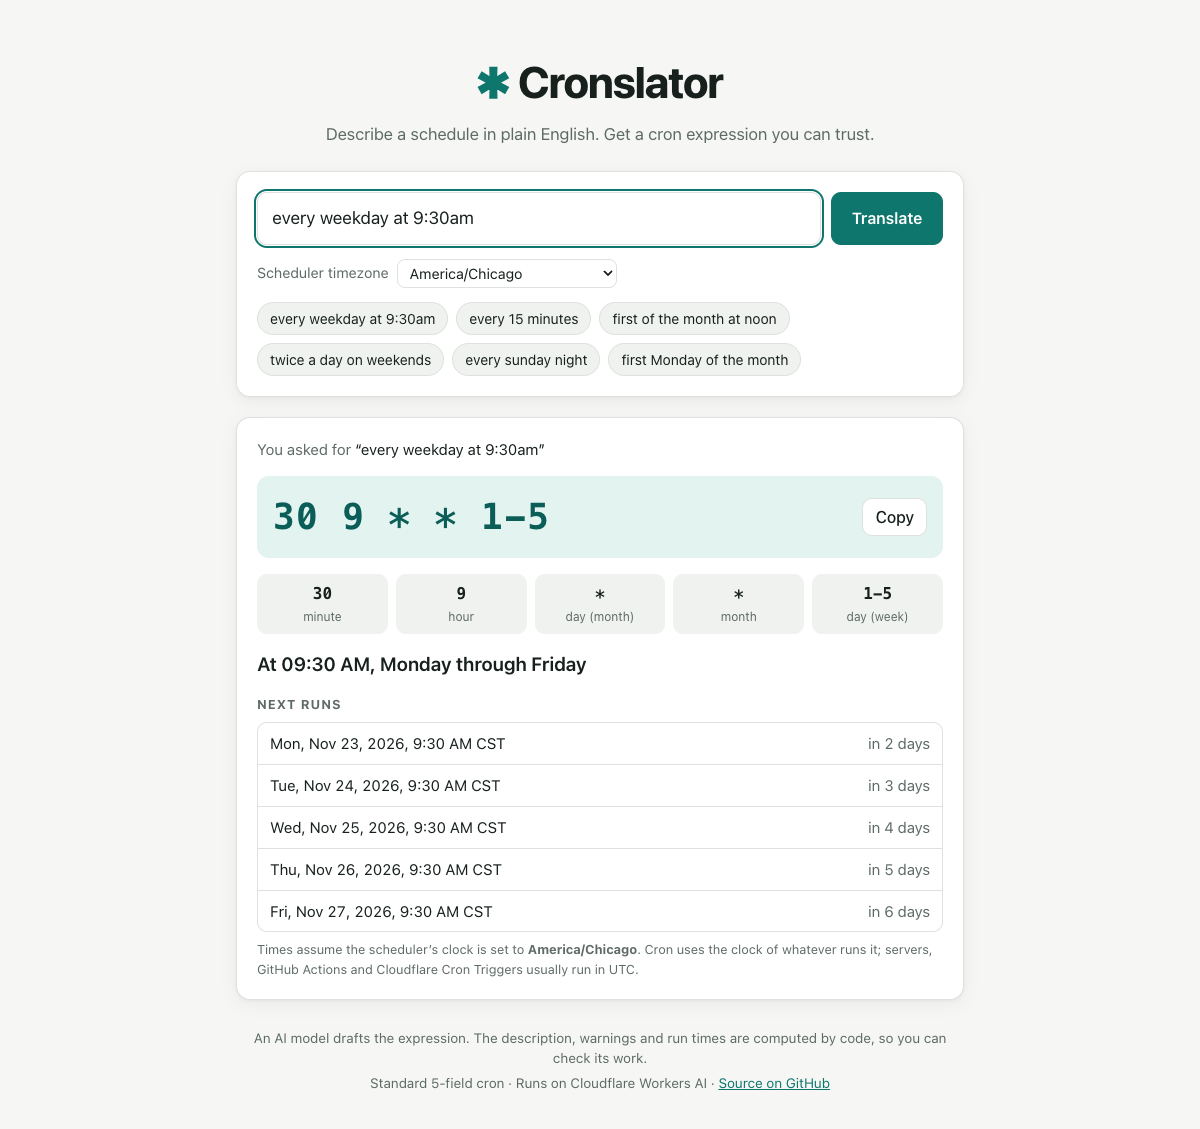 ✱ Cronslator
Describe a schedule in plain English. Get a cron expression you can trust.
every weekday at 9:30am
Translate
Scheduler timezone
America/Chicago
every weekday at 9:30am
every 15 minutes
first of the month at noon
twice a day on weekends
every sunday night
first Monday of the month
You asked for “every weekday at 9:30am”
30 9 * * 1-5
Copy
30
minute
9
hour
*
day (month)
*
month
1-5
day (week)
At 09:30 AM, Monday through Friday
NEXT RUNS
Mon, Nov 23, 2026, 9:30 AM CST
in 2 days
Tue, Nov 24, 2026, 9:30 AM CST
in 3 days
Wed, Nov 25, 2026, 9:30 AM CST
in 4 days
Thu, Nov 26, 2026, 9:30 AM CST
in 5 days
Fri, Nov 27, 2026, 9:30 AM CST
in 6 days
Times assume the scheduler’s clock is set to America/Chicago. Cron uses the clock of whatever runs it; servers,
GitHub Actions and Cloudflare Cron Triggers usually run in UTC.
An AI model drafts the expression. The description, warnings and run times are computed by code, so you can
check its work.
Standard 5-field cron · Runs on Cloudflare Workers AI · Source on GitHub